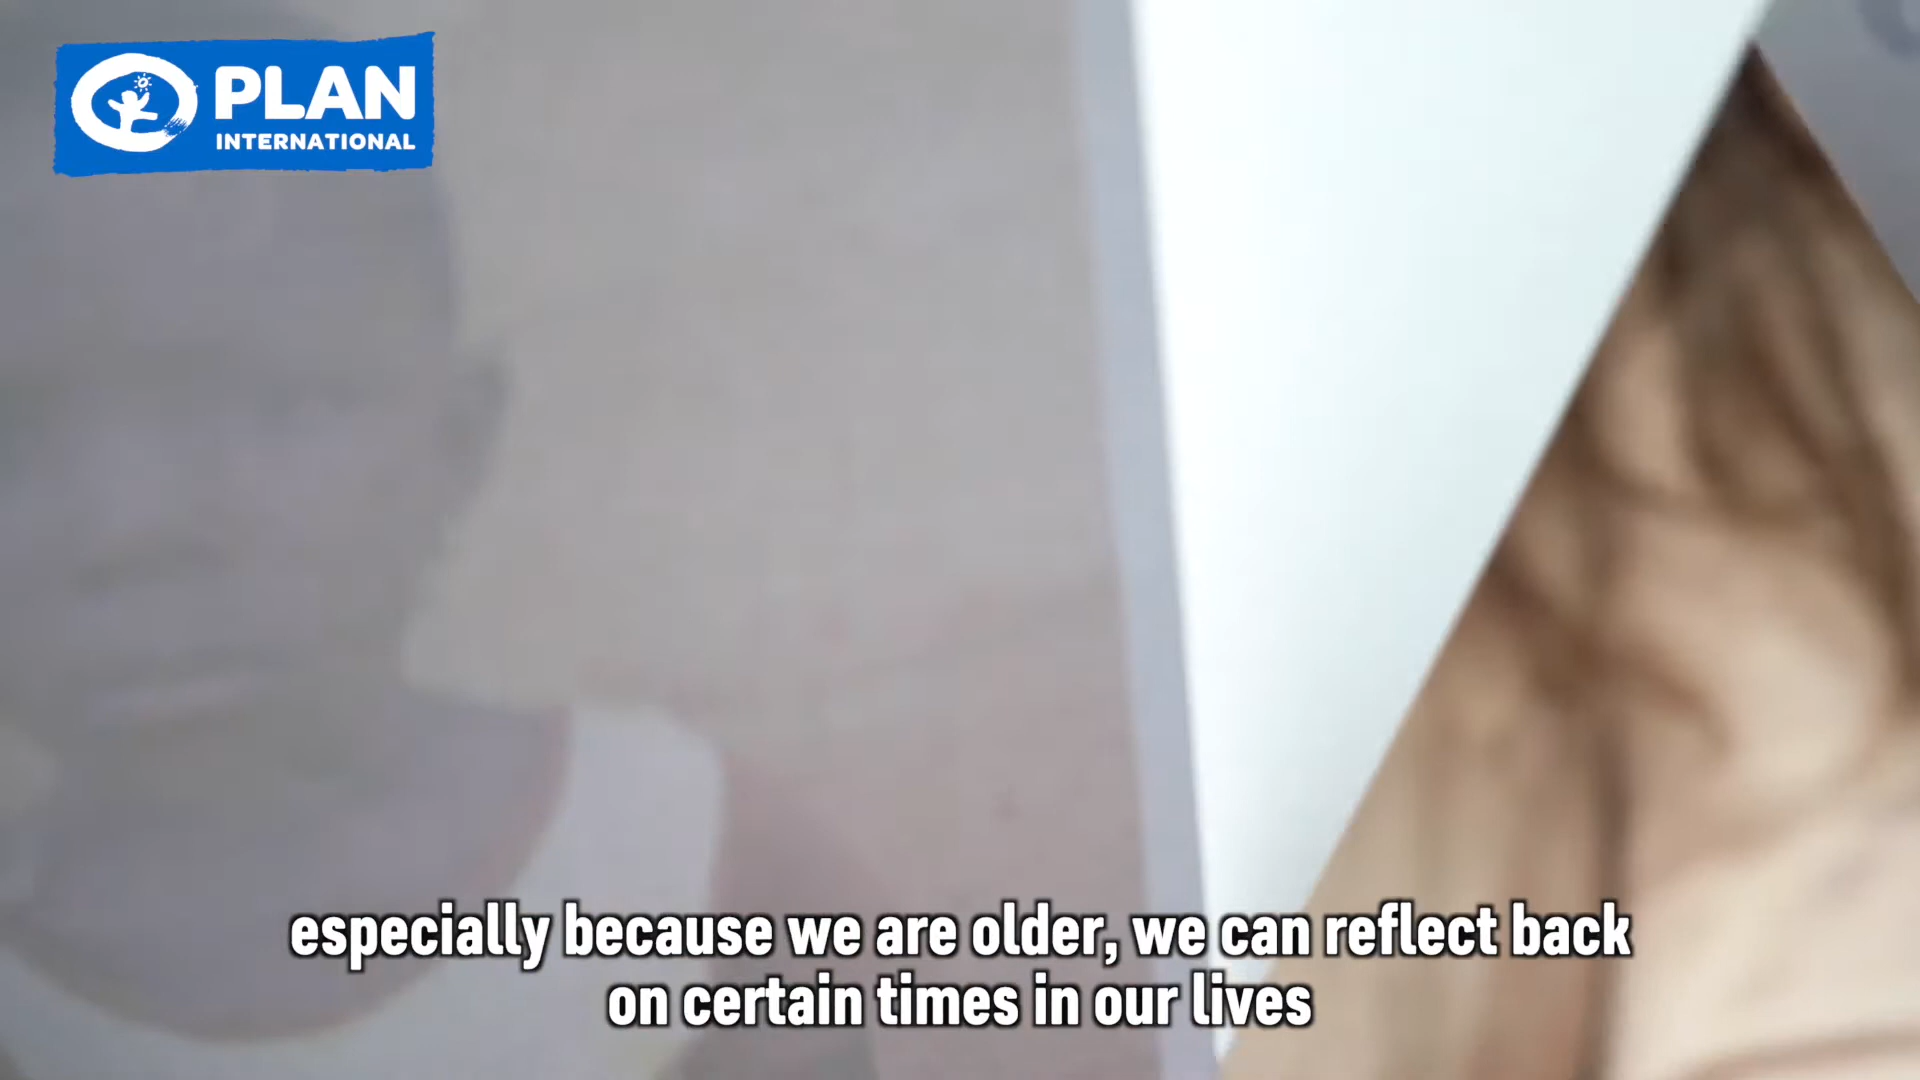 PLAN
INTERNATIONAL
especially because we are older, we can reflect back
on certain times in our lives